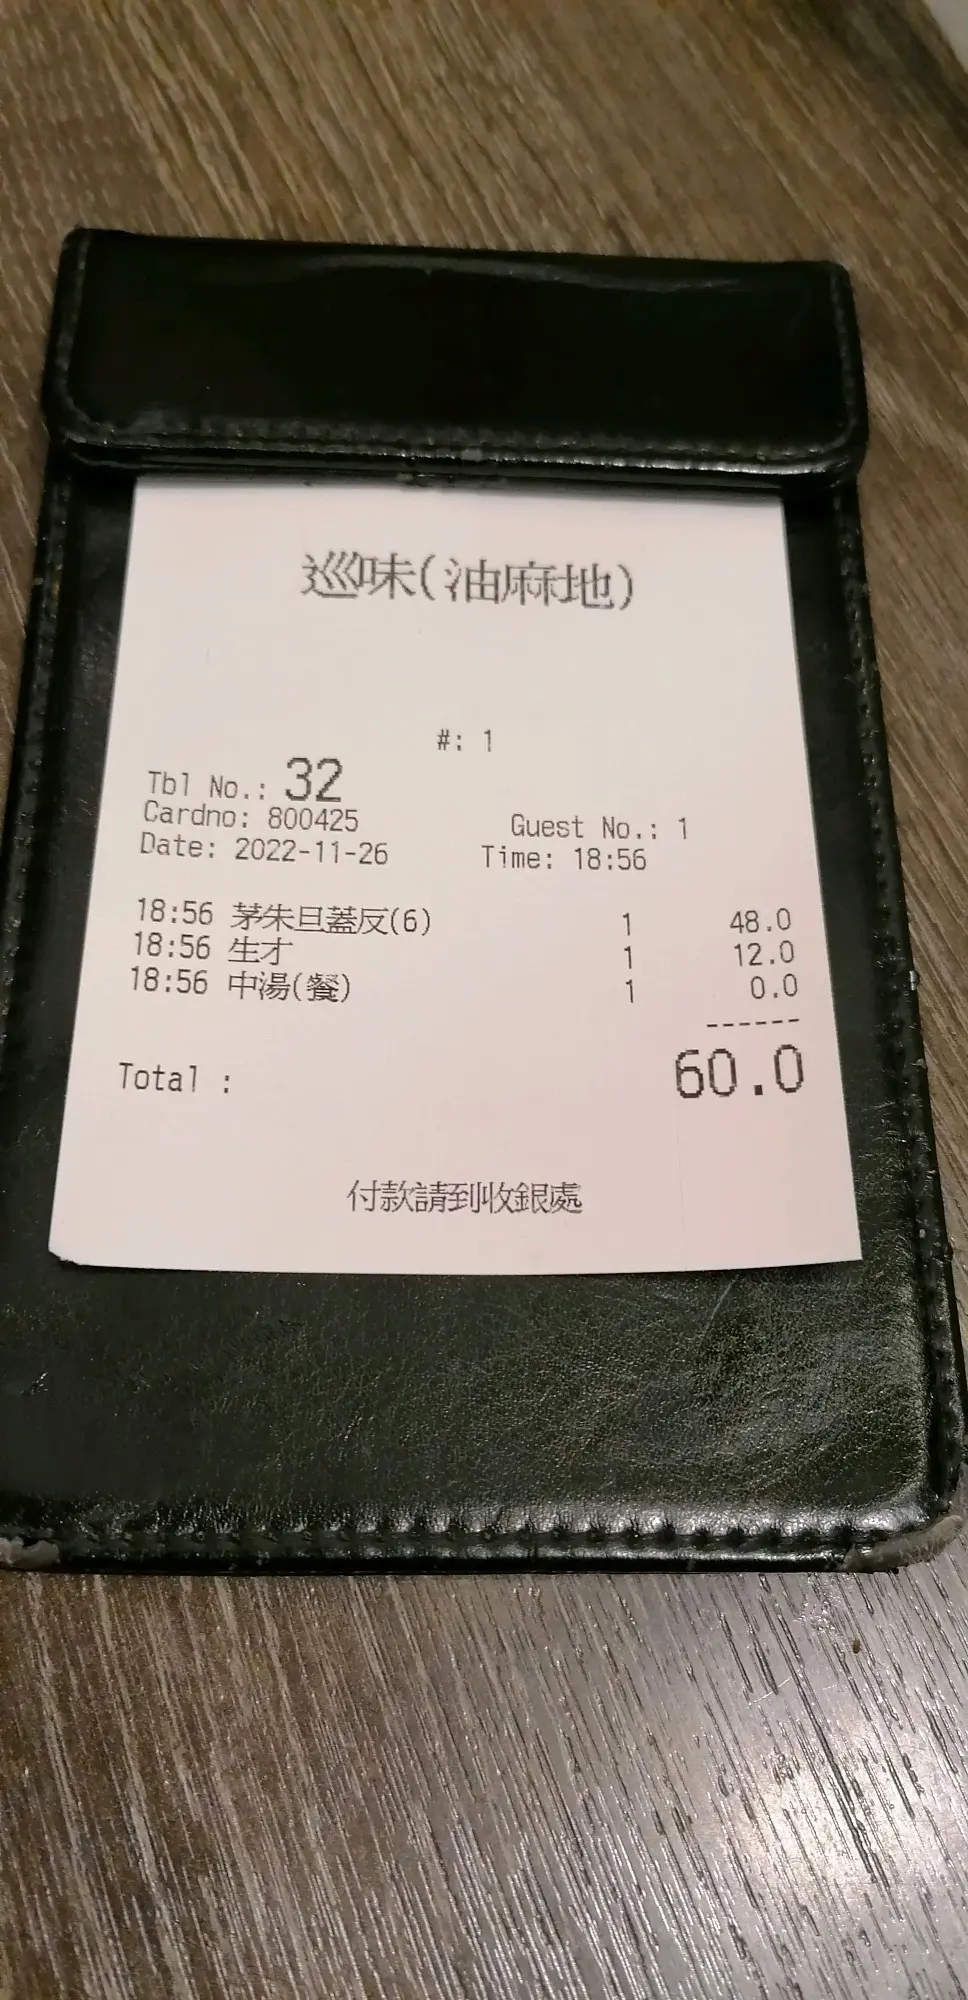 巡味(油麻地)
#: 1
Tbl No.: 32
Cardno: 800425 Guest No.: 1
Date: 2022-11-26 Time: 18:56
18:56 茅朱旦蓋反(6) 1 48.0
18:56 生才 1 12.0
18:56 中湯(餐) 1 0.0
------
Total : 60.0
付款請到收銀處